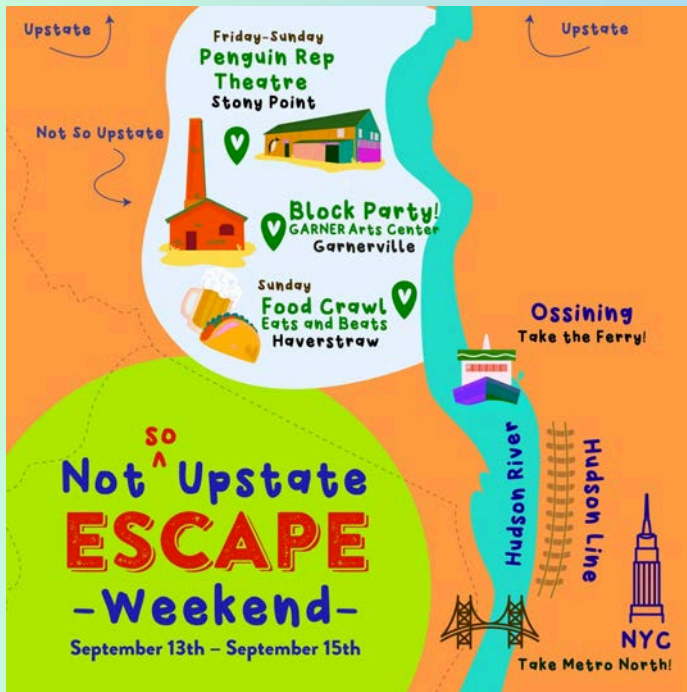 Upstate
Upstate
Friday-Sunday
Penguin Rep
Theatre
Stony Point
Not So Upstate
Block Party!
GARNER Arts Center
Garnerville
Sunday
Food Crawl
Eats and Beats
Haverstraw
Ossining
Take the Ferry!
so
^
Not Upstate
ESCAPE
-Weekend-
September 13th – September 15th
Hudson River
Hudson Line
NYC
Take Metro North!